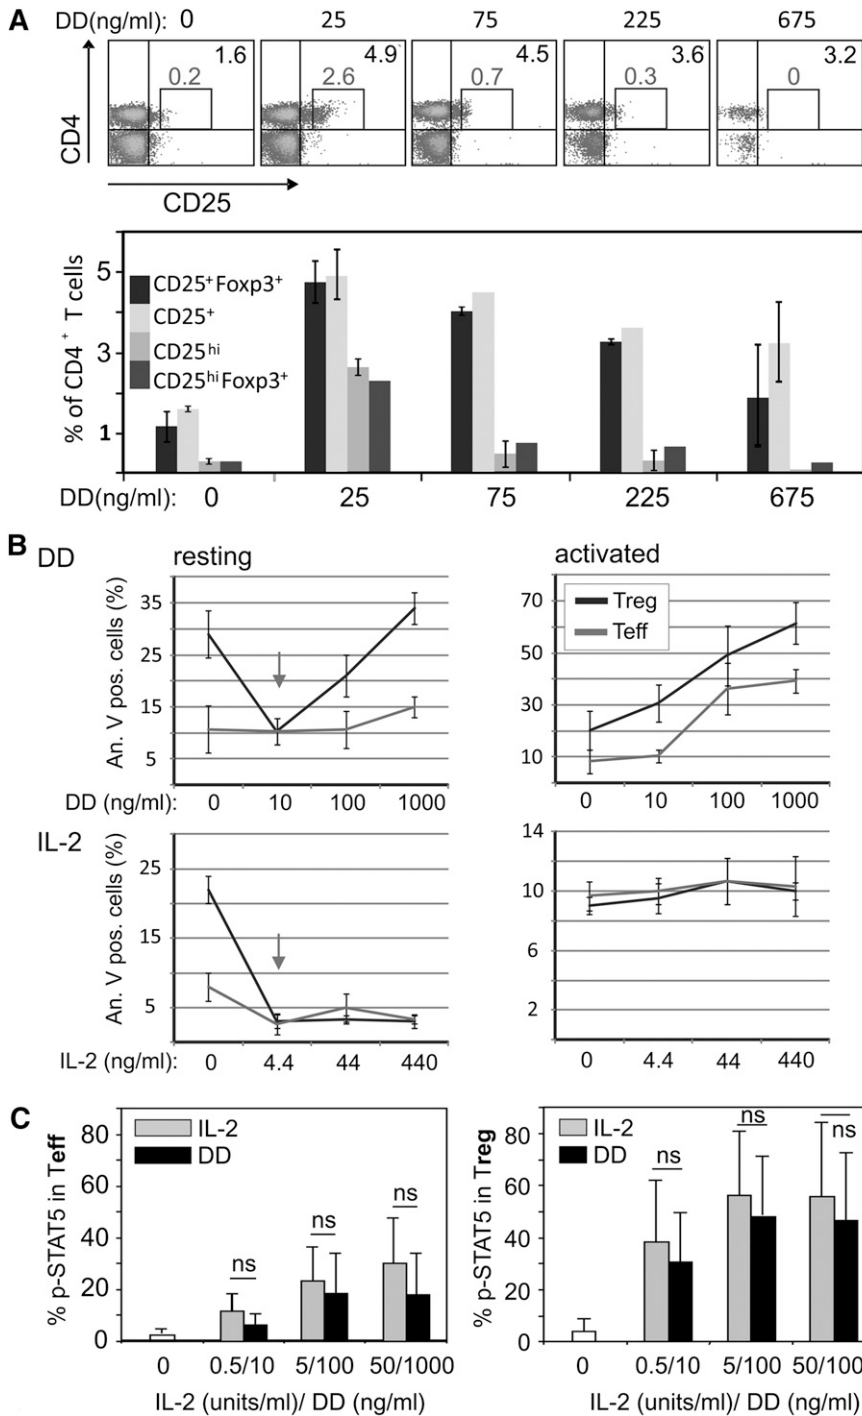 A
DD(ng/ml): 0 25 75 225 675
1.6 4.9 4.5 3.6 3.2
0.2 2.6 0.7 0.3 0
CD4
CD25
% of CD4+ T cells
5
3
1
CD25+Foxp3+
CD25+
CD25hi
CD25hiFoxp3+
DD(ng/ml): 0 25 75 225 675
B
DD resting activated
An. V pos. cells (%)
35
25
15
5
DD (ng/ml): 0 10 100 1000
70
50
30
10
Treg
Teff
0 10 100 1000
IL-2
An. V pos. cells (%)
25
15
5
IL-2 (ng/ml): 0 4.4 44 440
14
10
6
2
0 4.4 44 440
C
% p-STAT5 in Teff
80
60
40
20
0
IL-2
DD
ns ns ns
0 0.5/10 5/100 50/1000
IL-2 (units/ml)/ DD (ng/ml)
% p-STAT5 in Treg
80
60
40
20
0
IL-2
DD
ns ns ns
0 0.5/10 5/100 50/100
IL-2 (units/ml)/ DD (ng/ml)